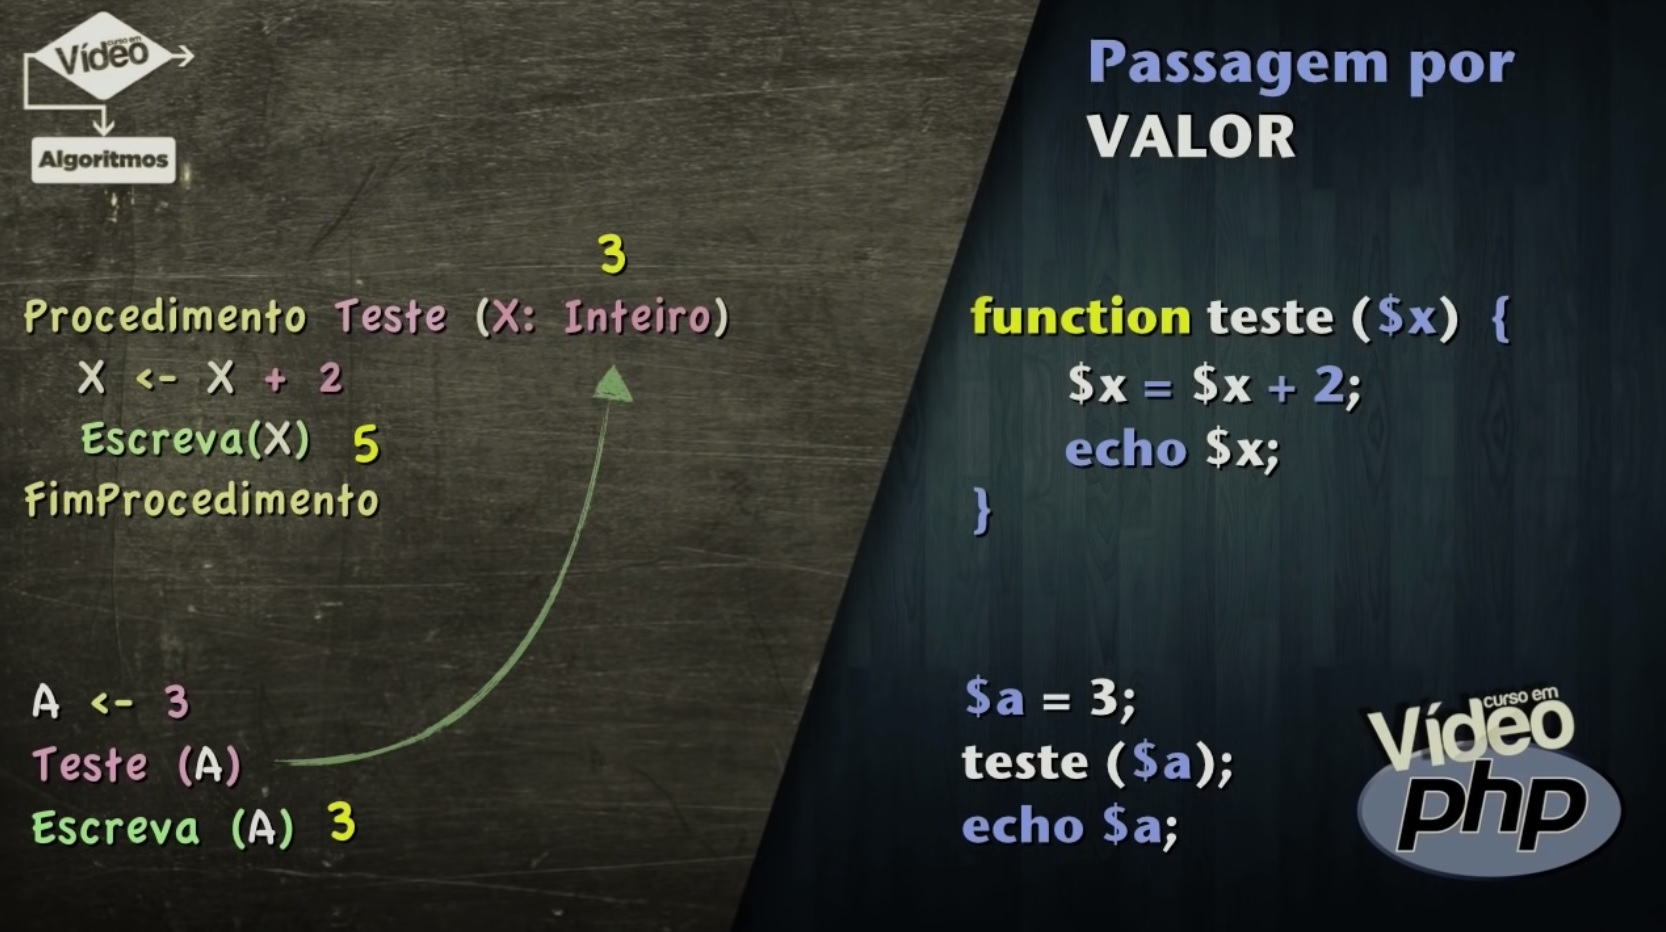 curso em
Vídeo
Algoritmos
3
Procedimento Teste (X: Inteiro)
X <- X + 2
Escreva(X) 5
FimProcedimento
A <- 3
Teste (A)
Escreva (A) 3
Passagem por
VALOR
function teste ($x) {
$x = $x + 2;
echo $x;
}
$a = 3;
teste ($a);
echo $a;
curso em
Vídeo
php